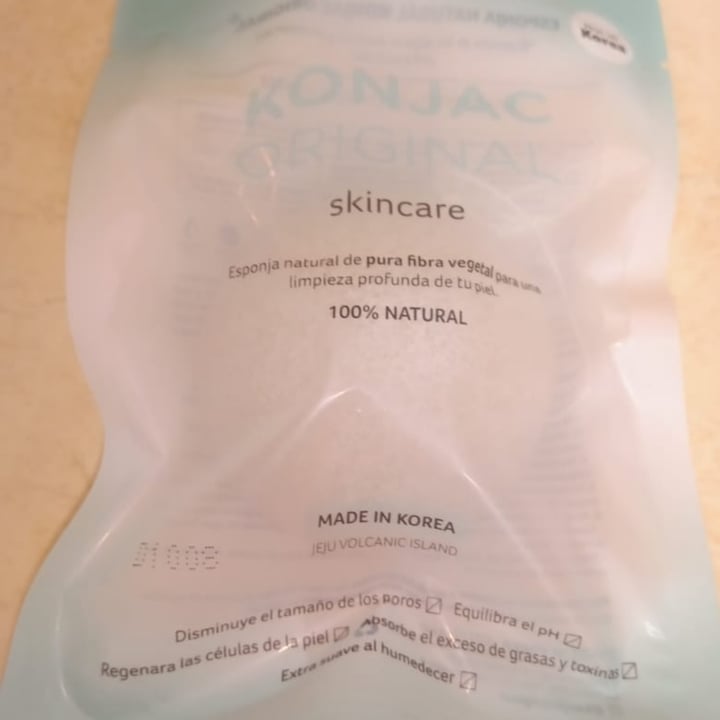 Korea
KONJAC
ORIGINAL
skincare
Esponja natural de pura fibra vegetal para una
limpieza profunda de tu piel.
100% NATURAL
MADE IN KOREA
JEJU VOLCANIC ISLAND
Disminuye el tamaño de los poros
Equilibra el pH
Regenara las células de la piel
Absorbe el exceso de grasas y toxinas
Extra suave al humedecer